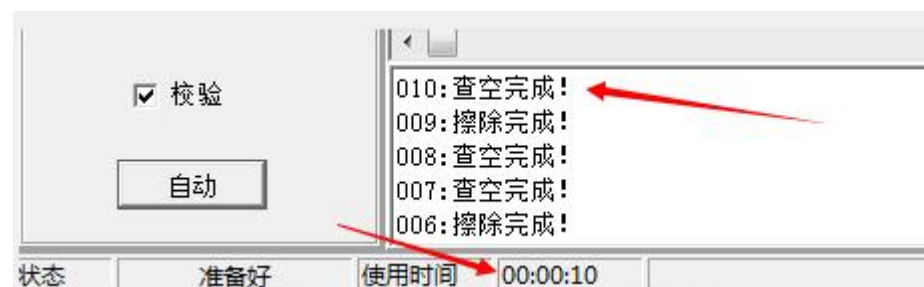 校验
自动
010:查空完成!
009:擦除完成!
008:查空完成!
007:查空完成!
006:擦除完成!
状态 准备好 使用时间 00:00:10